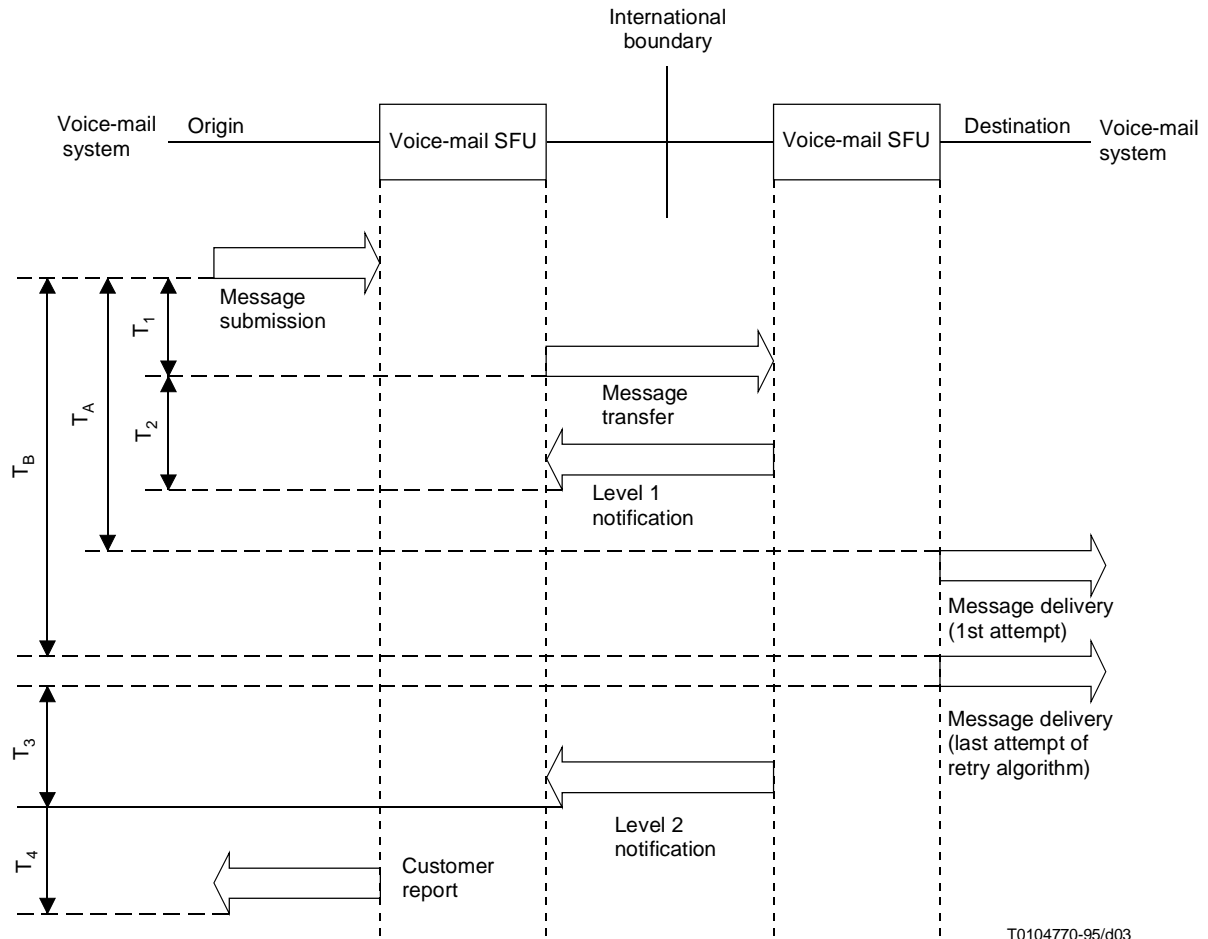 International
boundary
Voice-mail
system
Origin
Voice-mail SFU
Voice-mail SFU
Destination
Voice-mail
system
Message
submission
T1
Message
transfer
TA
T2
TB
Level 1
notification
Message delivery
(1st attempt)
Message delivery
(last attempt of
retry algorithm)
T3
Level 2
notification
T4
Customer
report
T0104770-95/d03